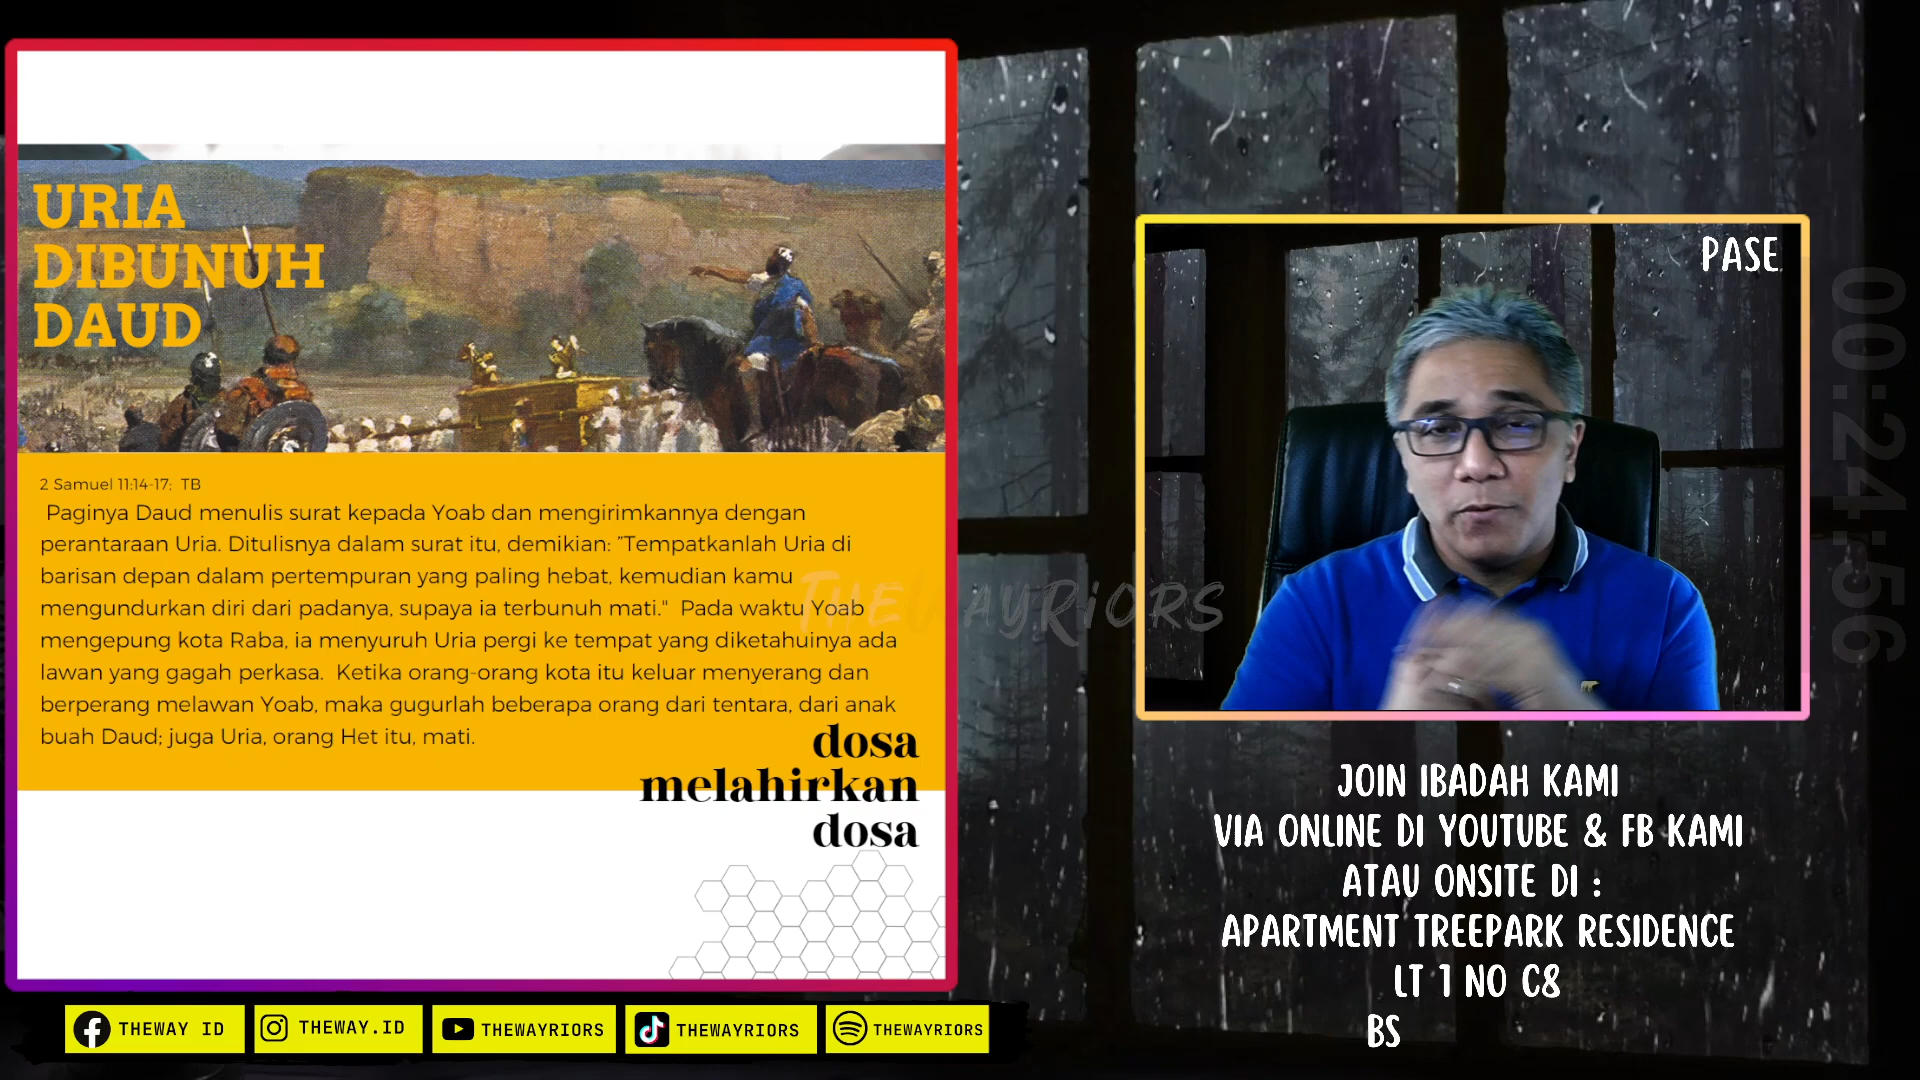 URIA
DIBUNUH
DAUD
2 Samuel 11:14-17;  TB
Paginya Daud menulis surat kepada Yoab dan mengirimkannya dengan
perantaraan Uria. Ditulisnya dalam surat itu, demikian: "Tempatkanlah Uria di
barisan depan dalam pertempuran yang paling hebat, kemudian kamu
mengundurkan diri dari padanya, supaya ia terbunuh mati."  Pada waktu Yoab
mengepung kota Raba, ia menyuruh Uria pergi ke tempat yang diketahuinya ada
lawan yang gagah perkasa.  Ketika orang-orang kota itu keluar menyerang dan
berperang melawan Yoab, maka gugurlah beberapa orang dari tentara, dari anak
buah Daud; juga Uria, orang Het itu, mati.
dosa
melahirkan
dosa
THEWAYRIORS
PASE
00:24:56
JOIN IBADAH KAMI
VIA ONLINE DI YOUTUBE & FB KAMI
ATAU ONSITE DI :
APARTMENT TREEPARK RESIDENCE
LT 1 NO C8
BS
THEWAY ID
THEWAY.ID
THEWAYRIORS
THEWAYRIORS
THEWAYRIORS